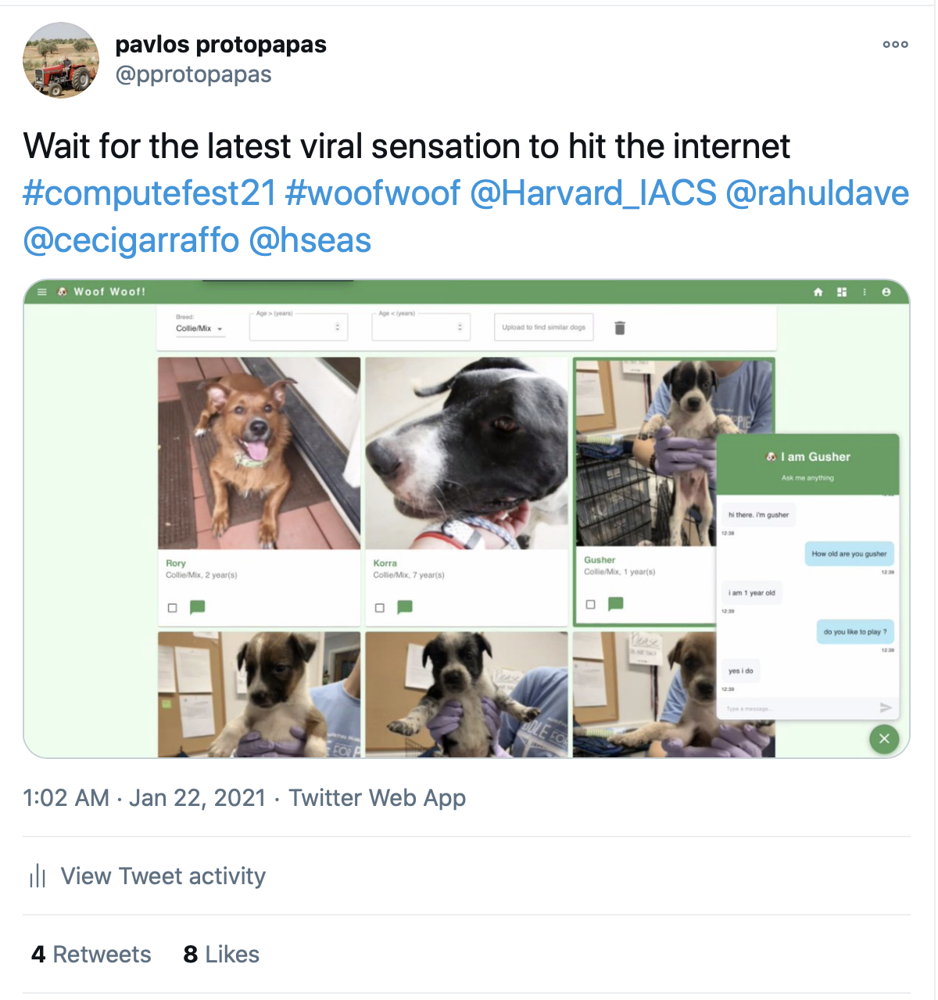 pavlos protopapas
@pprotopapas
Wait for the latest viral sensation to hit the internet
#computefest21 #woofwoof @Harvard_IACS @rahuldave
@cecigarraffo @hseas
Woof Woof!
Breed:
Collie/Mix
Age > (years)
Age < (years)
Upload to find similar dogs
Rory
Collie/Mix, 2 year(s)
Korra
Collie/Mix, 7 year(s)
Gusher
Collie/Mix, 1 year(s)
I am Gusher
Ask me anything
hi there. i'm gusher
12:38
How old are you gusher
12:39
i am 1 year old
12:39
do you like to play ?
12:39
yes i do
12:39
Type a message...
Please
Please
1:02 AM · Jan 22, 2021 · Twitter Web App
View Tweet activity
4 Retweets 8 Likes